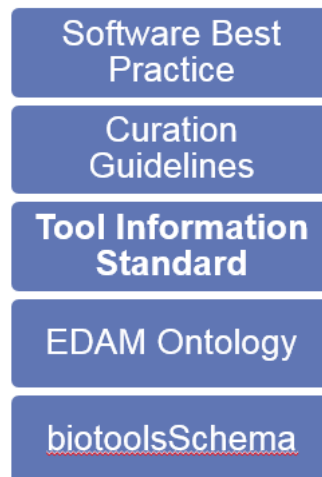 Software Best
Practice
Curation
Guidelines
Tool Information
Standard
EDAM Ontology
biotoolsSchema